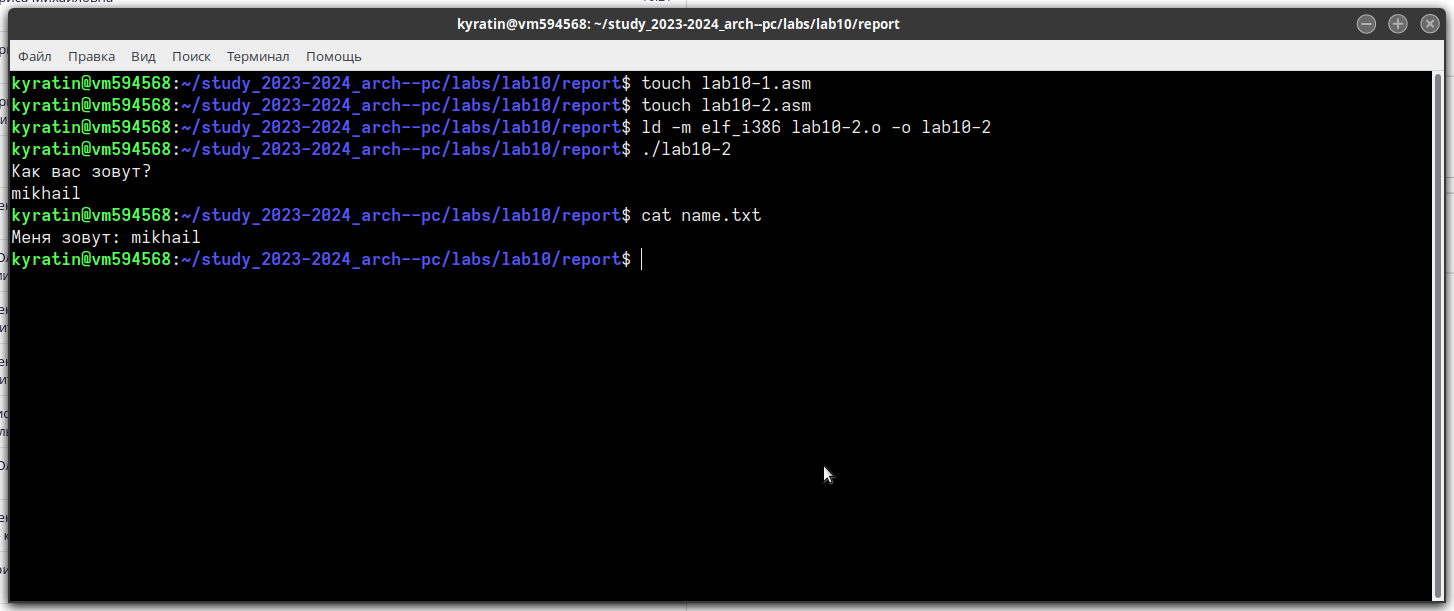 kyratin@vm594568: ~/study_2023-2024_arch--pc/labs/lab10/report
Файл Правка Вид Поиск Терминал Помощь
kyratin@vm594568:~/study_2023-2024_arch--pc/labs/lab10/report$ touch lab10-1.asm
kyratin@vm594568:~/study_2023-2024_arch--pc/labs/lab10/report$ touch lab10-2.asm
kyratin@vm594568:~/study_2023-2024_arch--pc/labs/lab10/report$ ld -m elf_i386 lab10-2.o -o lab10-2
kyratin@vm594568:~/study_2023-2024_arch--pc/labs/lab10/report$ ./lab10-2
Как вас зовут?
mikhail
kyratin@vm594568:~/study_2023-2024_arch--pc/labs/lab10/report$ cat name.txt
Меня зовут: mikhail
kyratin@vm594568:~/study_2023-2024_arch--pc/labs/lab10/report$